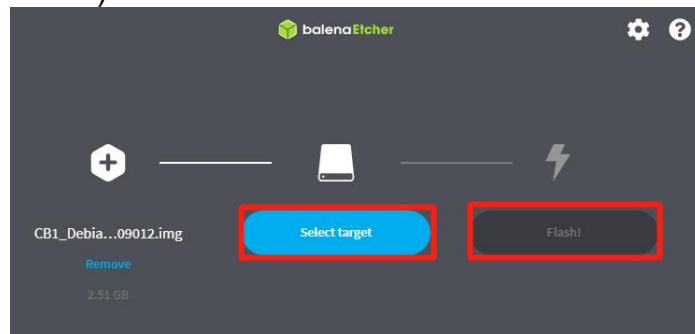 )
balenaEtcher
CB1_Debia...09012.img
Select target
Flash!
Remove
2.51 GB